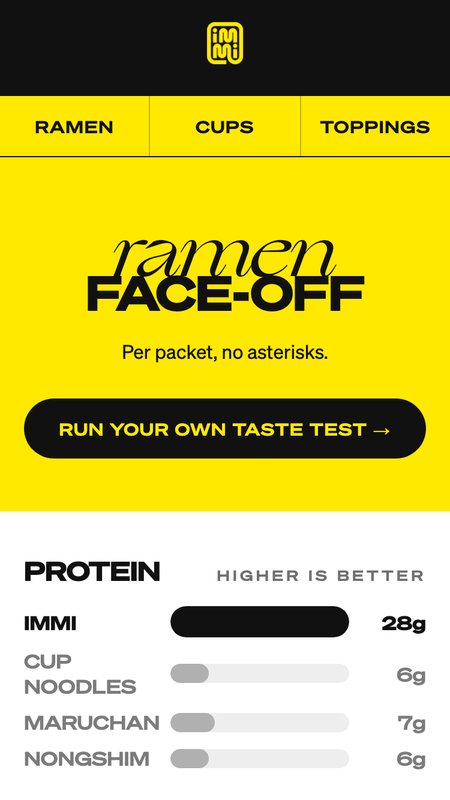 iMMi
RAMEN
CUPS
TOPPINGS
ramen
FACE-OFF
Per packet, no asterisks.
RUN YOUR OWN TASTE TEST →
PROTEIN
HIGHER IS BETTER
IMMI 28g
CUP
NOODLES 6g
MARUCHAN 7g
NONGSHIM 6g